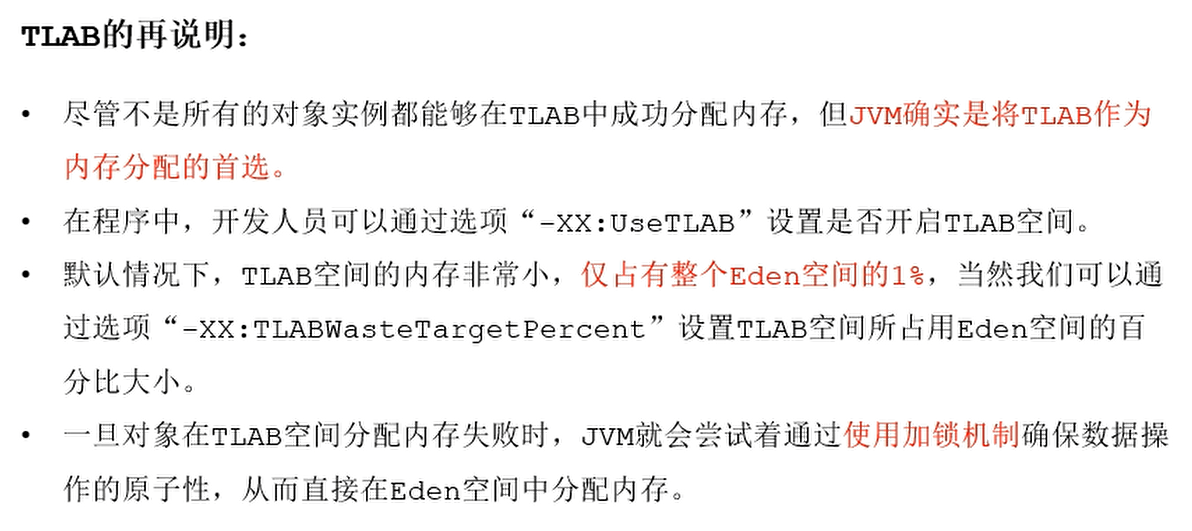 TLAB的再说明：
• 尽管不是所有的对象实例都能够在TLAB中成功分配内存，但JVM确实是将TLAB作为
内存分配的首选。
• 在程序中，开发人员可以通过选项“-XX:UseTLAB”设置是否开启TLAB空间。
• 默认情况下，TLAB空间的内存非常小，仅占有整个Eden空间的1%，当然我们可以通
过选项“-XX:TLABWasteTargetPercent”设置TLAB空间所占用Eden空间的百
分比大小。
• 一旦对象在TLAB空间分配内存失败时，JVM就会尝试着通过使用加锁机制确保数据操
作的原子性，从而直接在Eden空间中分配内存。